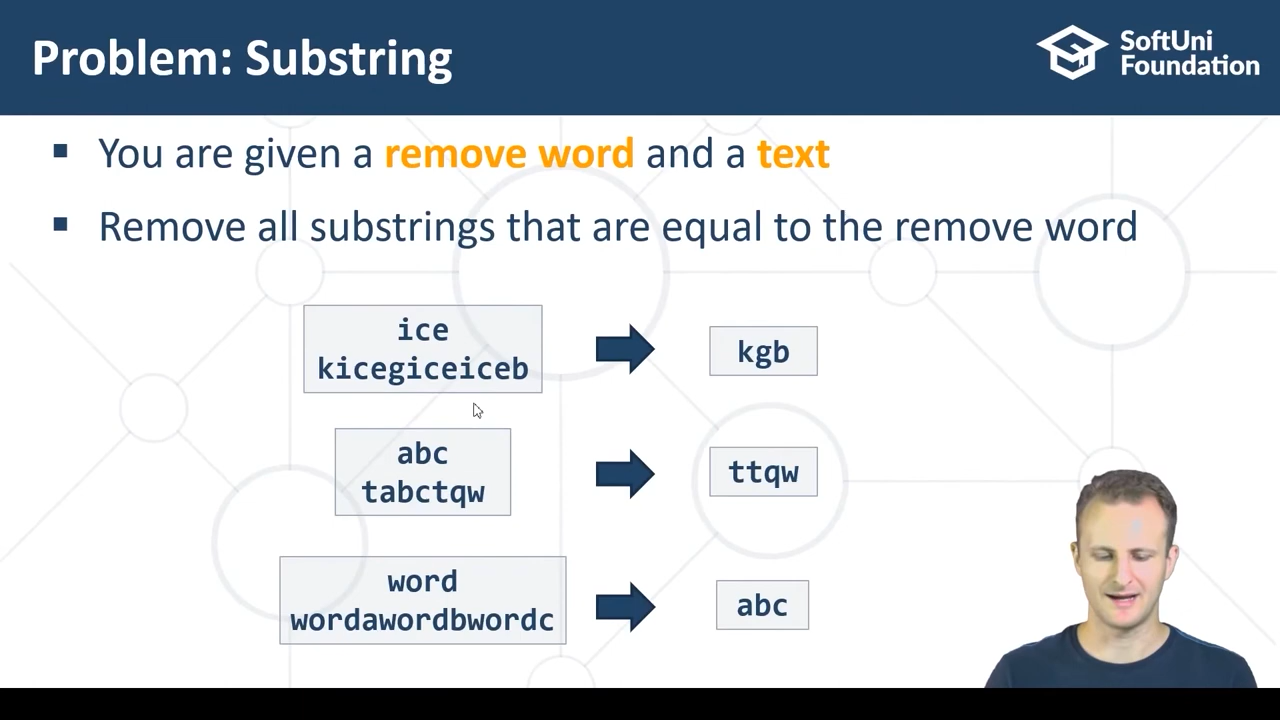 Problem: Substring
SoftUni
Foundation
▪ You are given a remove word and a text
▪ Remove all substrings that are equal to the remove word
ice
kicegiceiceb
kgb
abc
tabctqw
ttqw
word
wordawordbwordc
abc